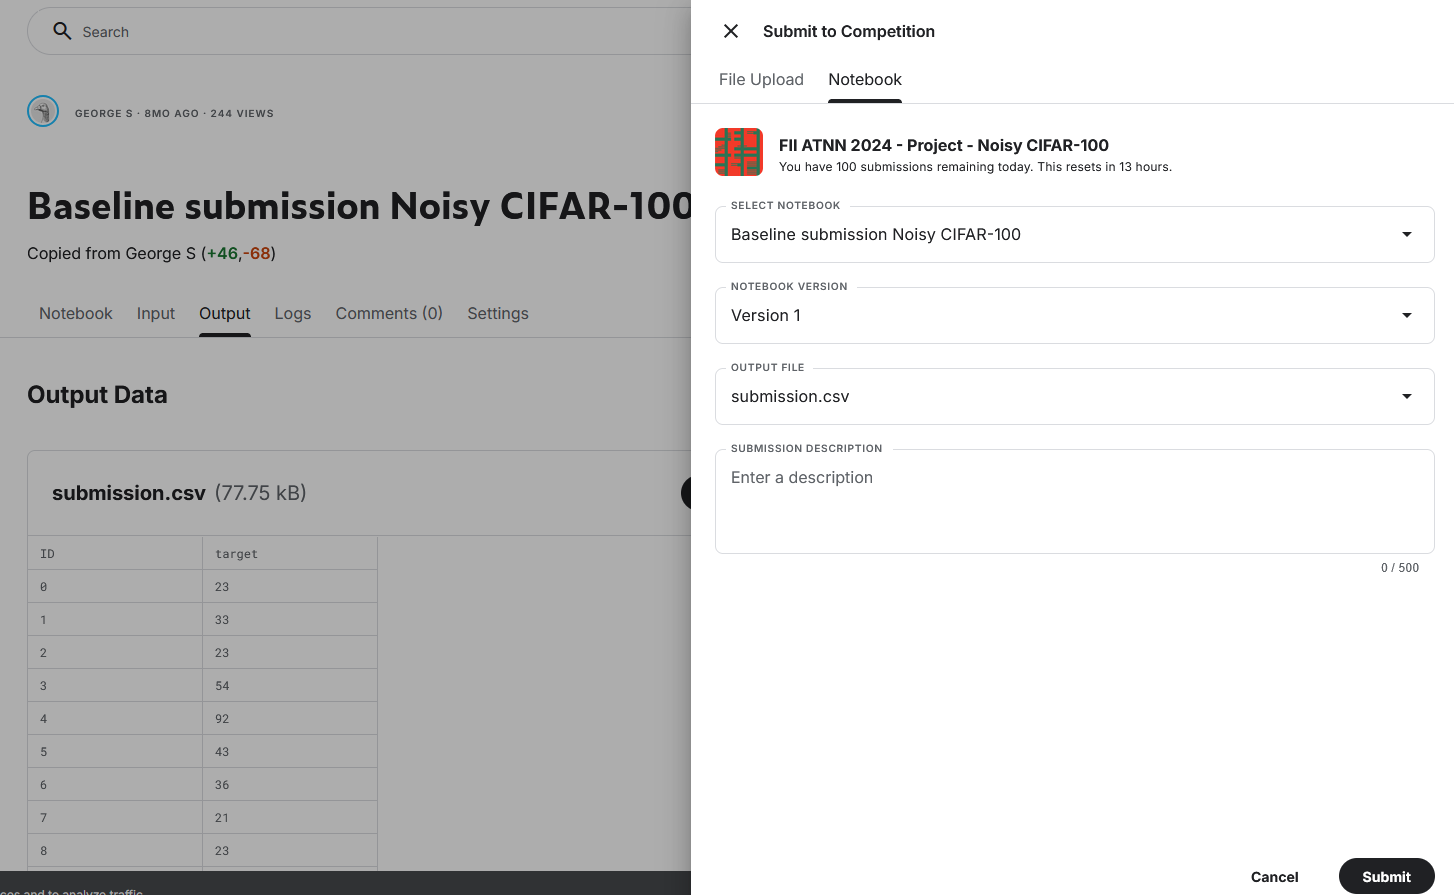 Search
GEORGE S · 8MO AGO · 244 VIEWS
Baseline submission Noisy CIFAR-100
Copied from George S (+46,-68)
Notebook Input Output Logs Comments (0) Settings
Output Data
submission.csv (77.75 kB)
ID target
0 23
1 33
2 23
3 54
4 92
5 43
6 36
7 21
8 23
and to analyze traffic
Submit to Competition
File Upload Notebook
FII ATNN 2024 - Project - Noisy CIFAR-100
You have 100 submissions remaining today. This resets in 13 hours.
SELECT NOTEBOOK
Baseline submission Noisy CIFAR-100
NOTEBOOK VERSION
Version 1
OUTPUT FILE
submission.csv
SUBMISSION DESCRIPTION
Enter a description
0 / 500
Cancel Submit